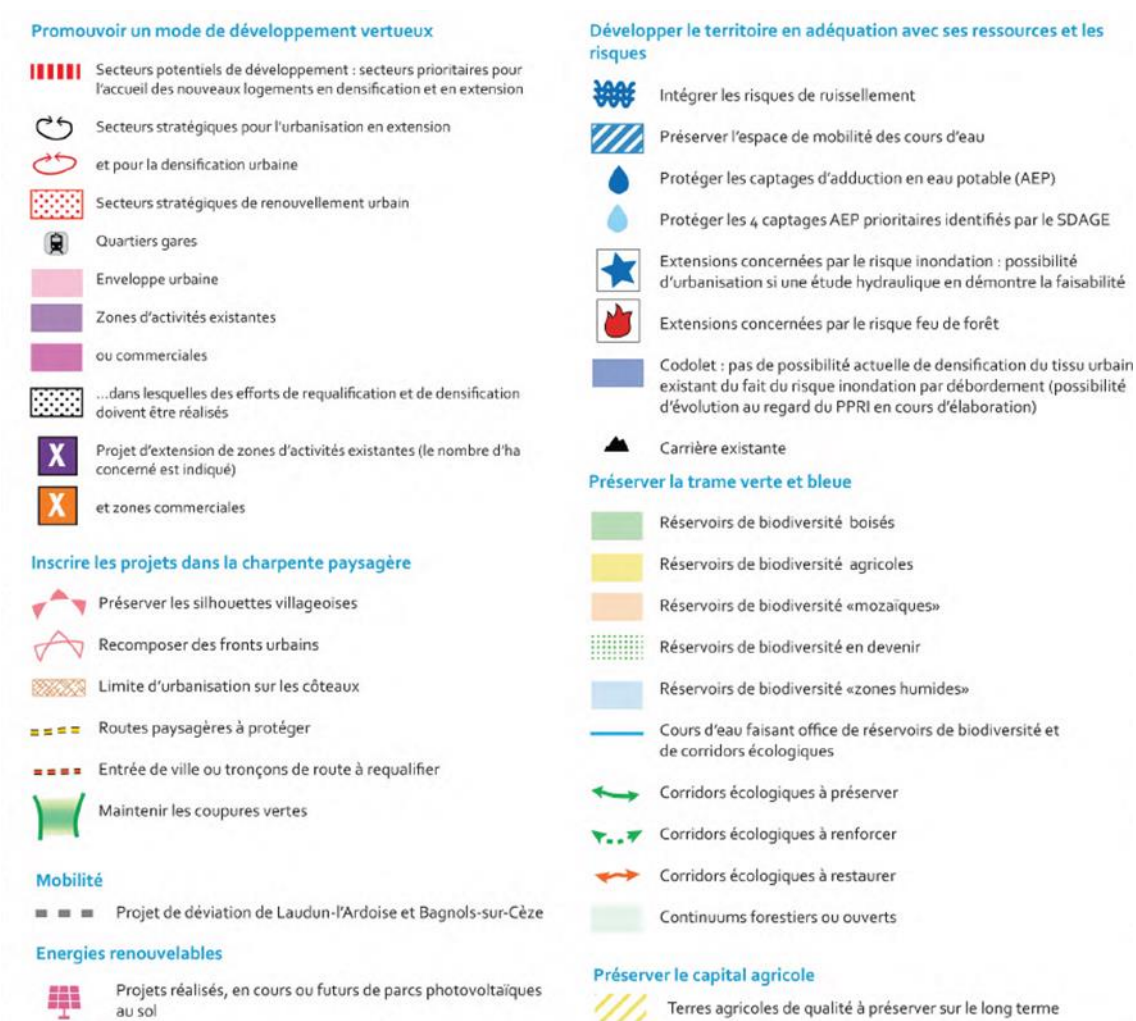 Promouvoir un mode de développement vertueux
Secteurs potentiels de développement : secteurs prioritaires pour
l'accueil des nouveaux logements en densification et en extension
Secteurs stratégiques pour l'urbanisation en extension
et pour la densification urbaine
Secteurs stratégiques de renouvellement urbain
Quartiers gares
Enveloppe urbaine
Zones d'activités existantes
ou commerciales
...dans lesquelles des efforts de requalification et de densification
doivent être réalisés
X
Projet d'extension de zones d'activités existantes (le nombre d'ha
concerné est indiqué)
X
et zones commerciales
Inscrire les projets dans la charpente paysagère
Préserver les silhouettes villageoises
Recomposer des fronts urbains
Limite d'urbanisation sur les côteaux
Routes paysagères à protéger
Entrée de ville ou tronçons de route à requalifier
Maintenir les coupures vertes
Mobilité
Projet de déviation de Laudun-l'Ardoise et Bagnols-sur-Cèze
Energies renouvelables
Projets réalisés, en cours ou futurs de parcs photovoltaïques
au sol
Développer le territoire en adéquation avec ses ressources et les
risques
Intégrer les risques de ruissellement
Préserver l'espace de mobilité des cours d'eau
Protéger les captages d'adduction en eau potable (AEP)
Protéger les 4 captages AEP prioritaires identifiés par le SDAGE
Extensions concernées par le risque inondation : possibilité
d'urbanisation si une étude hydraulique en démontre la faisabilité
Extensions concernées par le risque feu de forêt
Codolet : pas de possibilité actuelle de densification du tissu urbain
existant du fait du risque inondation par débordement (possibilité
d'évolution au regard du PPRI en cours d'élaboration)
Carrière existante
Préserver la trame verte et bleue
Réservoirs de biodiversité boisés
Réservoirs de biodiversité agricoles
Réservoirs de biodiversité «mozaïques»
Réservoirs de biodiversité en devenir
Réservoirs de biodiversité «zones humides»
Cours d'eau faisant office de réservoirs de biodiversité et
de corridors écologiques
Corridors écologiques à préserver
Corridors écologiques à renforcer
Corridors écologiques à restaurer
Continuums forestiers ou ouverts
Préserver le capital agricole
Terres agricoles de qualité à préserver sur le long terme